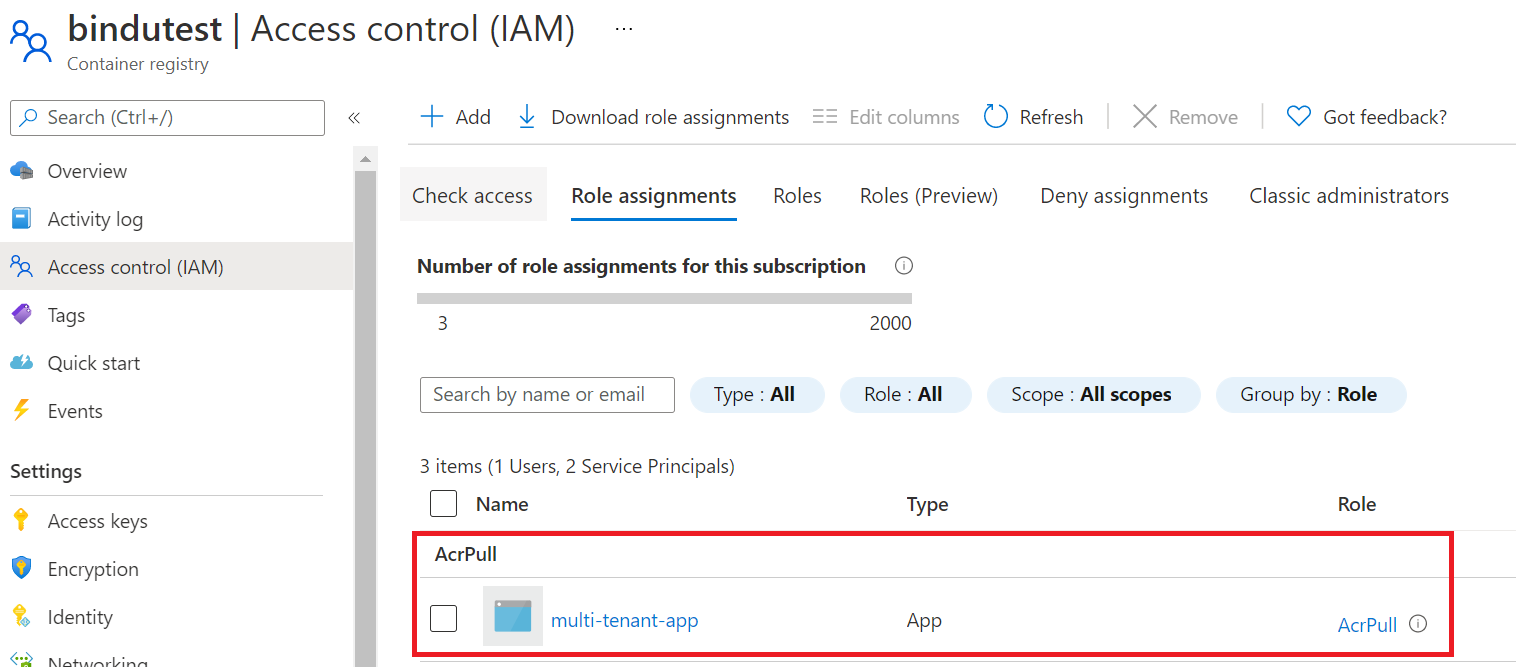 bindutest | Access control (IAM) ...
Container registry
Search (Ctrl+/) «
Add Download role assignments Edit columns Refresh Remove Got feedback?
Overview
Activity log
Access control (IAM)
Tags
Quick start
Events
Settings
Access keys
Encryption
Identity
Networking
Check access Role assignments Roles Roles (Preview) Deny assignments Classic administrators
Number of role assignments for this subscription
3 2000
Search by name or email Type : All Role : All Scope : All scopes Group by : Role
3 items (1 Users, 2 Service Principals)
Name Type Role
AcrPull
multi-tenant-app App AcrPull